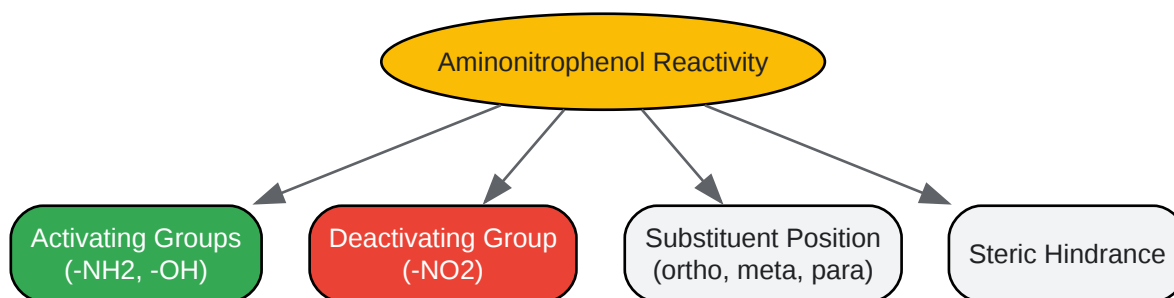 Aminonitrophenol Reactivity
Activating Groups
(-NH2, -OH)
Deactivating Group
(-NO2)
Substituent Position
(ortho, meta, para)
Steric Hindrance